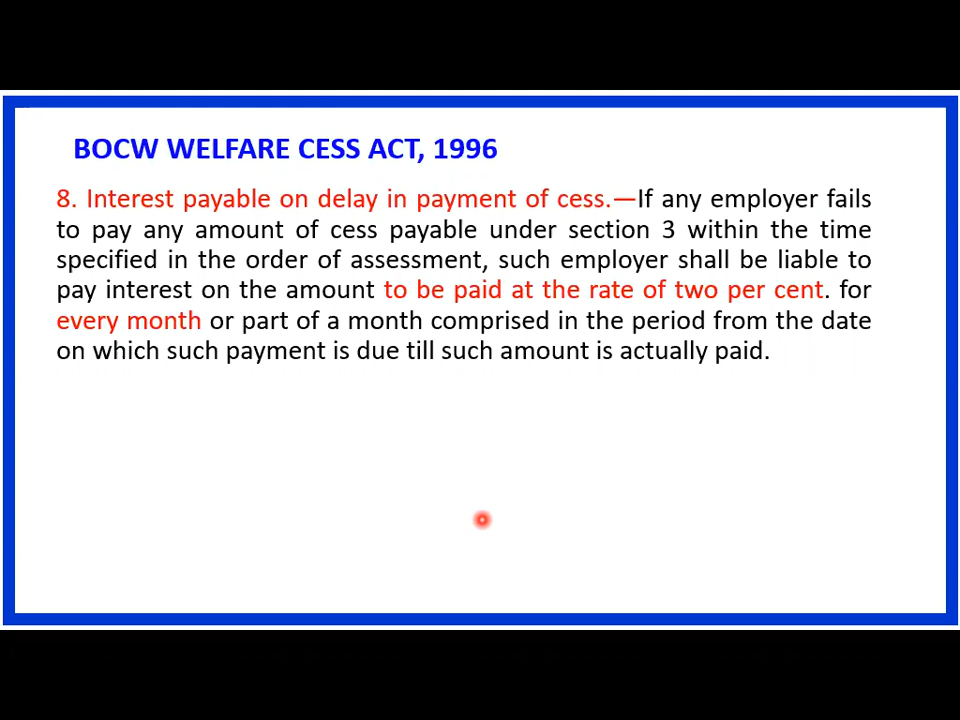 BOCW WELFARE CESS ACT, 1996
8. Interest payable on delay in payment of cess.—If any employer fails
to pay any amount of cess payable under section 3 within the time
specified in the order of assessment, such employer shall be liable to
pay interest on the amount to be paid at the rate of two per cent. for
every month or part of a month comprised in the period from the date
on which such payment is due till such amount is actually paid.